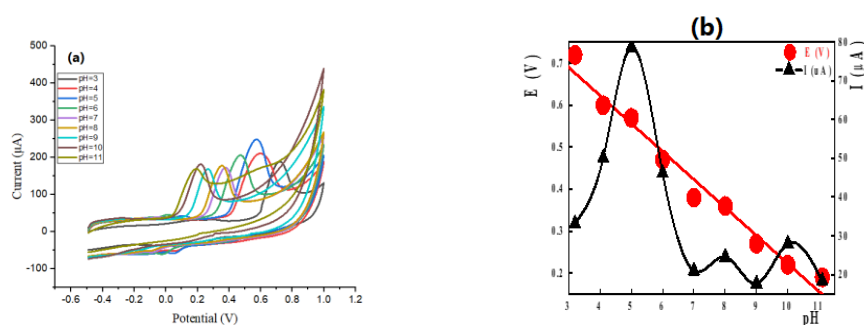 (a)
500
400
300
200
100
0
-100
Current (μA)
pH=3
pH=4
pH=5
pH=6
pH=7
pH=8
pH=9
pH=10
pH=11
-0.6 -0.4 -0.2 0.0 0.2 0.4 0.6 0.8 1.0 1.2
Potential (V)
(b)
E (V)
0.7
0.6
0.5
0.4
0.3
0.2
E (V)
I (uA)
80
70
60
50
40
30
20
I (μA)
3 4 5 6 7 8 9 10 11
pH